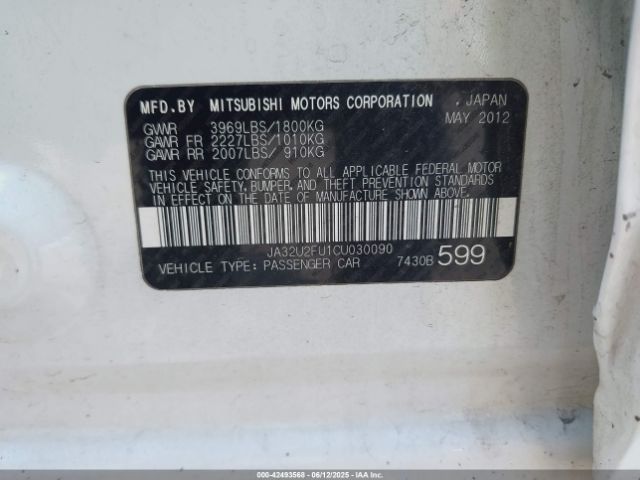 MFD.BY MITSUBISHI MOTORS CORPORATION , JAPAN
MAY 2012
GVWR 3969LBS/1800KG
GAWR FR 2227LBS/1010KG
GAWR RR 2007LBS/ 910KG
THIS VEHICLE CONFORMS TO ALL APPLICABLE FEDERAL MOTOR
VEHICLE SAFETY, BUMPER, AND THEFT PREVENTION STANDARDS
IN EFFECT ON THE DATE OF MANUFACTURE SHOWN ABOVE.
JA32U2FU1CU030090
VEHICLE TYPE: PASSENGER CAR 7430B 599
000-42493568 - 06/12/2025 - IAAI - COPART